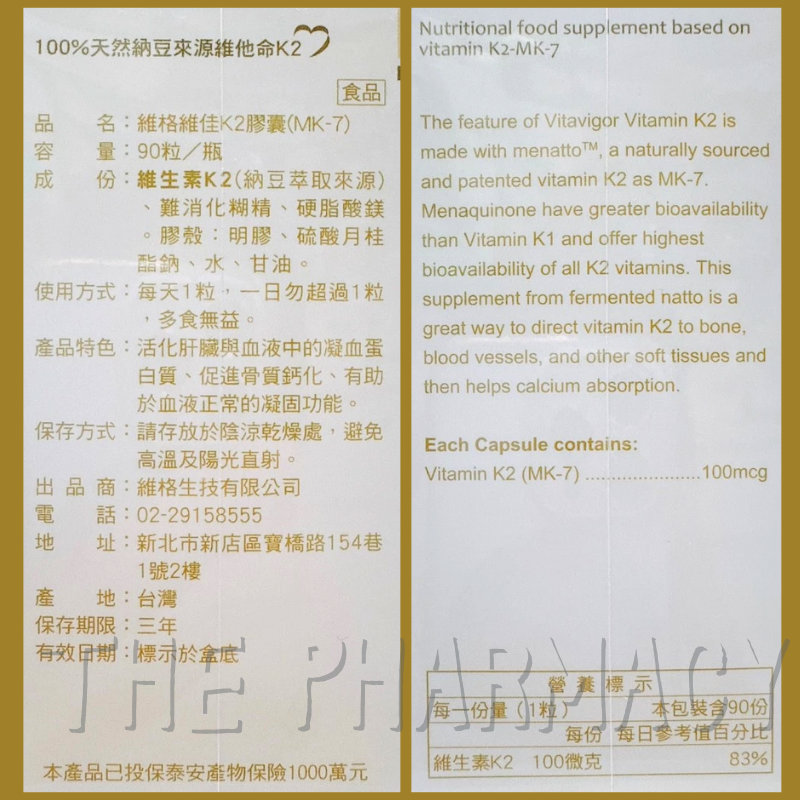 100%天然納豆來源維他命K2
食品
品　　名：維格維佳K2膠囊(MK-7)
容　　量：90粒／瓶
成　　份：維生素K2(納豆萃取來源)
、難消化糊精、硬脂酸鎂
。膠殼：明膠、硫酸月桂
酯鈉、水、甘油。
使用方式：每天1粒，一日勿超過1粒
，多食無益。
產品特色：活化肝臟與血液中的凝血蛋
白質、促進骨質鈣化、有助
於血液正常的凝固功能。
保存方式：請存放於陰涼乾燥處，避免
高溫及陽光直射。
出 品 商：維格生技有限公司
電　　話：02-29158555
地　　址：新北市新店區寶橋路154巷
1號2樓
產　　地：台灣
保存期限：三年
有效日期：標示於盒底
本產品已投保泰安產物保險1000萬元
Nutritional food supplement based on
vitamin K2-MK-7
The feature of Vitavigor Vitamin K2 is
made with menatto™, a naturally sourced
and patented vitamin K2 as MK-7.
Menaquinone have greater bioavailability
than Vitamin K1 and offer highest
bioavailability of all K2 vitamins. This
supplement from fermented natto is a
great way to direct vitamin K2 to bone,
blood vessels, and other soft tissues and
then helps calcium absorption.
Each Capsule contains:
Vitamin K2 (MK-7) ......................100mcg
營養標示
每一份量（1粒）　本包裝含90份
每份　每日參考值百分比
維生素K2　100微克　83%
THE PHARMACY